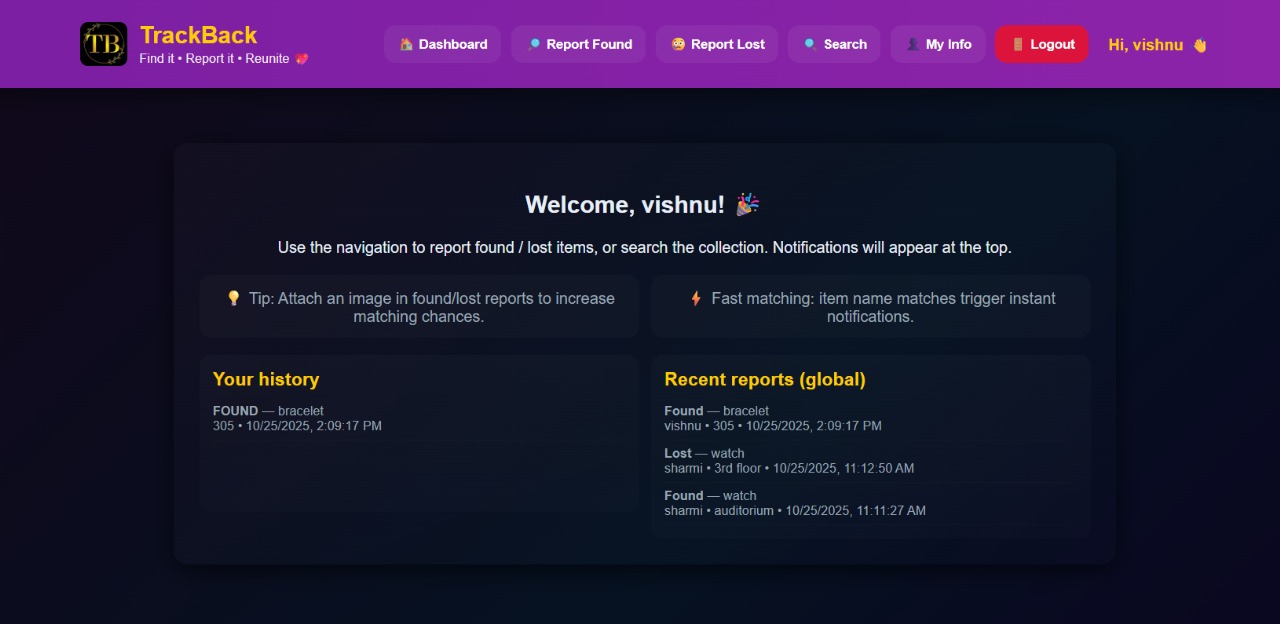 TB
TrackBack
Find it • Report it • Reunite 💖
🏠 Dashboard
🔎 Report Found
😳 Report Lost
🔍 Search
👤 My Info
🚪 Logout
Hi, vishnu 👋
Welcome, vishnu! 🎉
Use the navigation to report found / lost items, or search the collection. Notifications will appear at the top.
💡 Tip: Attach an image in found/lost reports to increase
matching chances.
⚡ Fast matching: item name matches trigger instant
notifications.
Your history
FOUND — bracelet
305 • 10/25/2025, 2:09:17 PM
Recent reports (global)
Found — bracelet
vishnu • 305 • 10/25/2025, 2:09:17 PM
Lost — watch
sharmi • 3rd floor • 10/25/2025, 11:12:50 AM
Found — watch
sharmi • auditorium • 10/25/2025, 11:11:27 AM